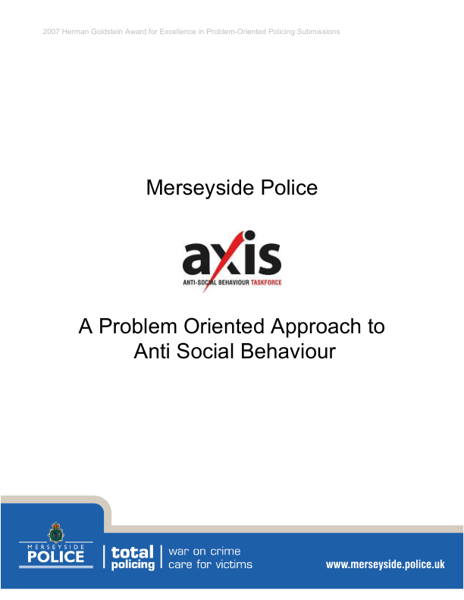 2007 Herman Goldstein Award for Excellence in Problem-Oriented Policing Submissions
Merseyside Police
axis
ANTI-SOCIAL BEHAVIOUR TASKFORCE
A Problem Oriented Approach to
Anti Social Behaviour
MERSEYSIDE
POLICE
total policing
war on crime
care for victims
www.merseyside.police.uk